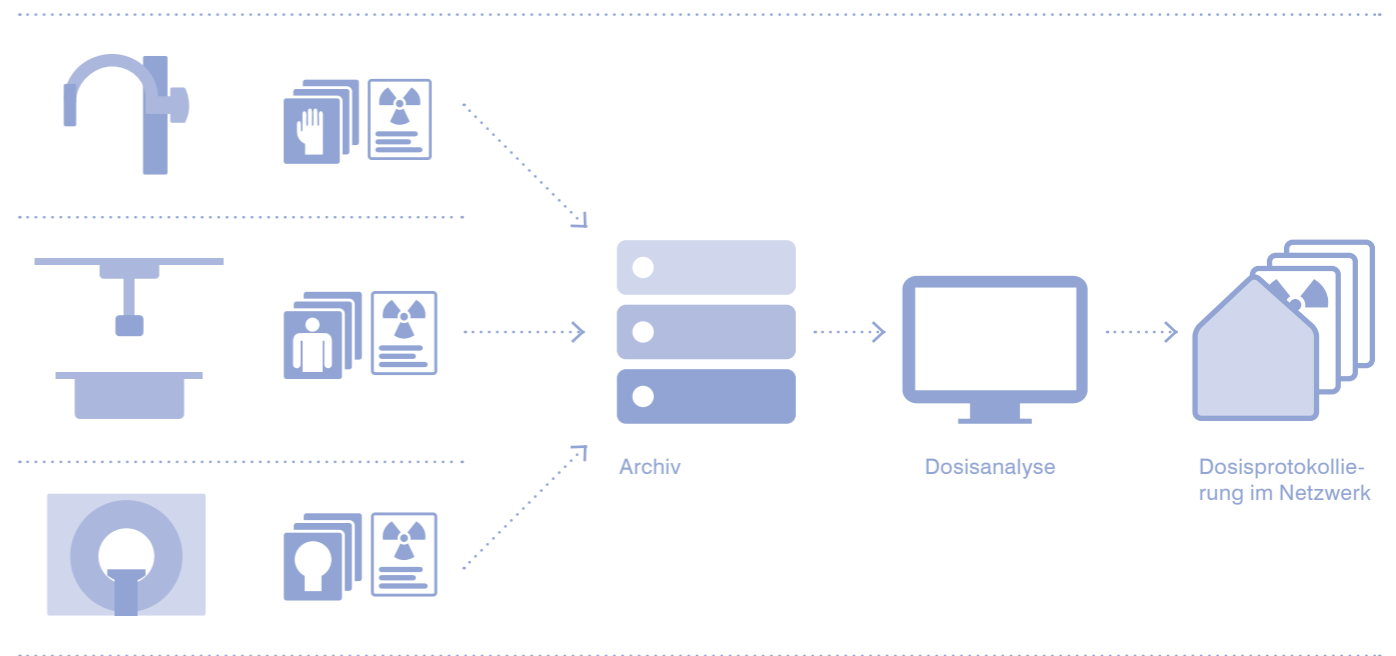 Archiv
Dosisanalyse
Dosisprotokollie-
rung im Netzwerk